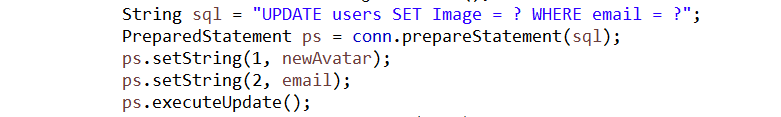 String sql = "UPDATE users SET Image = ? WHERE email = ?";
PreparedStatement ps = conn.prepareStatement(sql);
ps.setString(1, newAvatar);
ps.setString(2, email);
ps.executeUpdate();